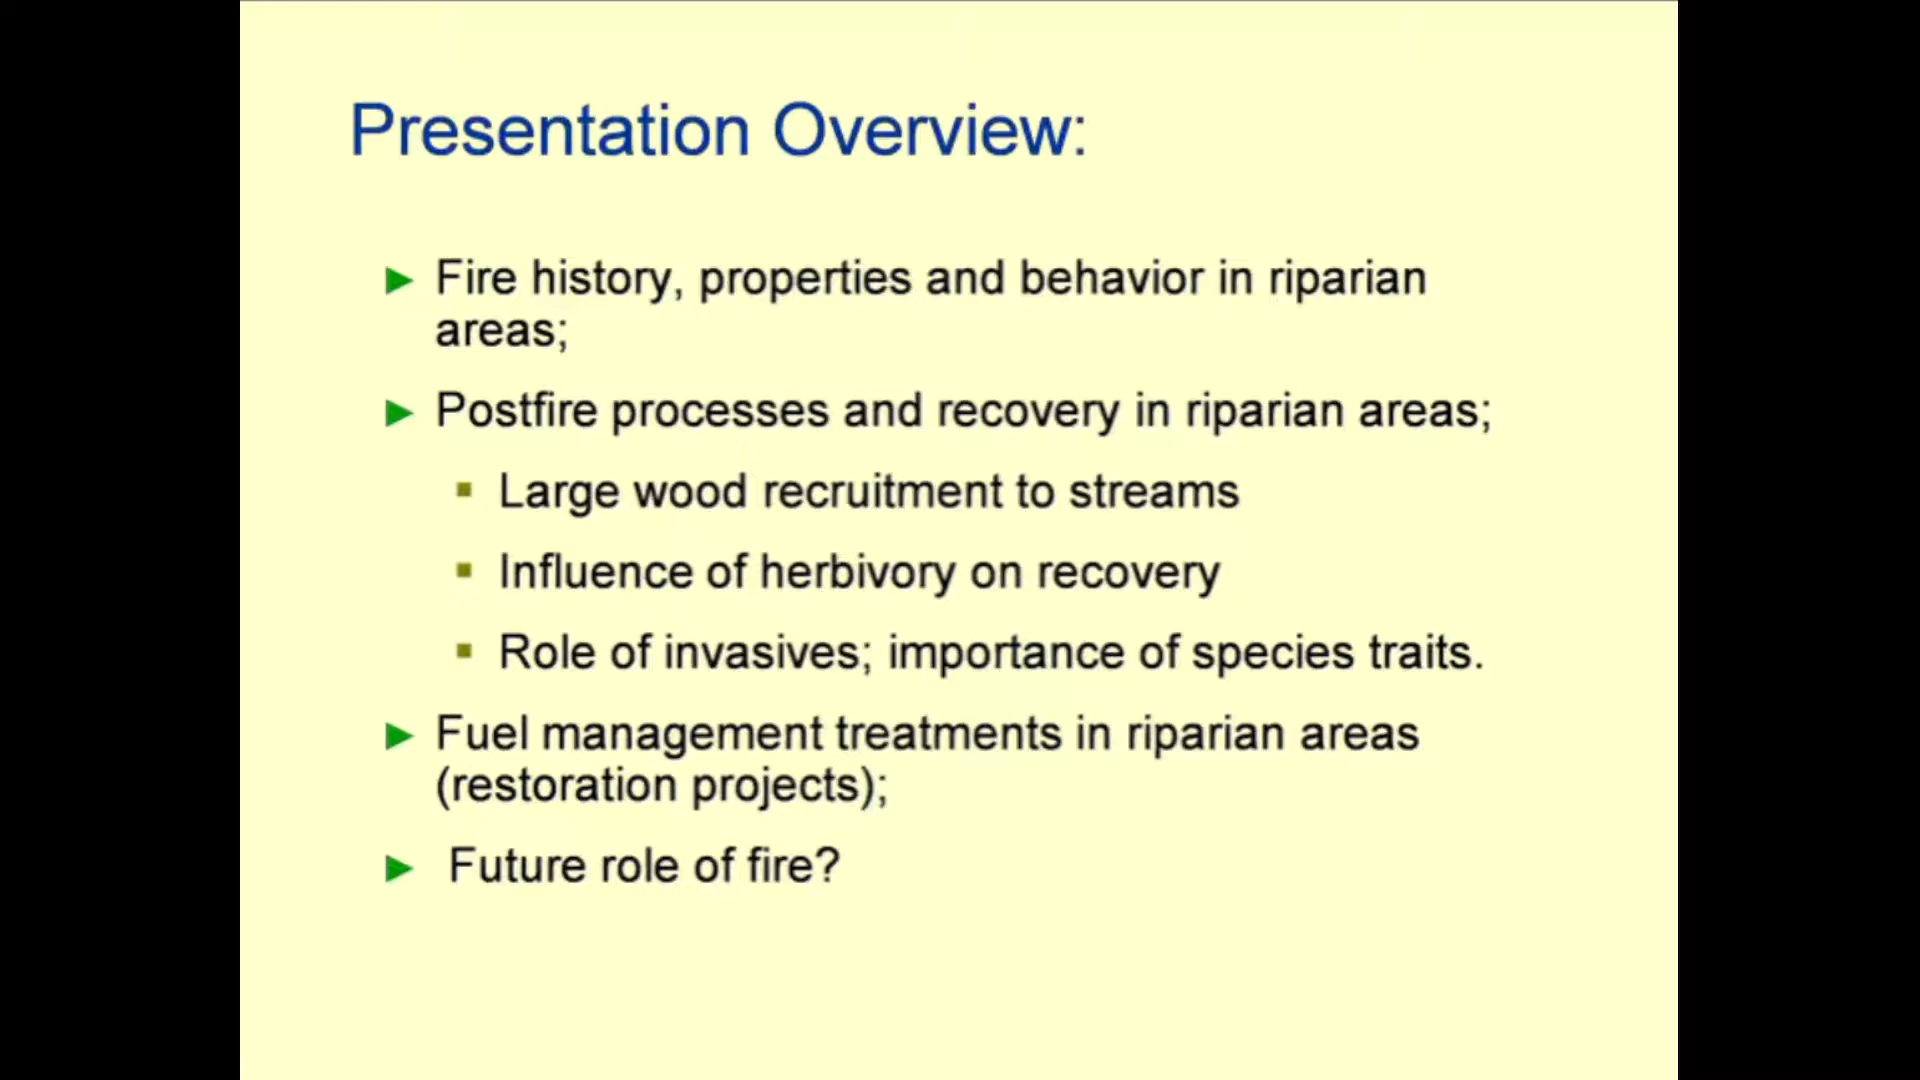 Presentation Overview:
Fire history, properties and behavior in riparian
areas;
Postfire processes and recovery in riparian areas;
Large wood recruitment to streams
Influence of herbivory on recovery
Role of invasives; importance of species traits.
Fuel management treatments in riparian areas
(restoration projects);
Future role of fire?